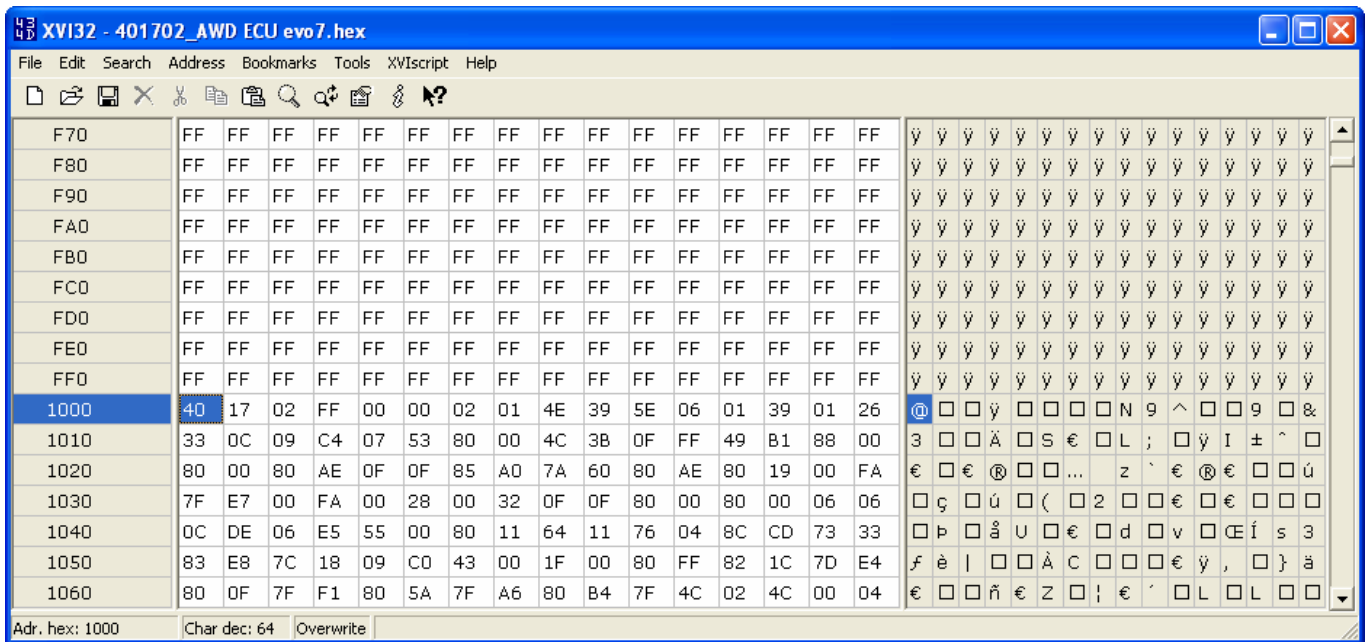 XVI32 - 401702_AWD ECU evo7.hex
File Edit Search Address Bookmarks Tools XVIscript Help
F70 FF FF FF FF FF FF FF FF FF FF FF FF FF FF FF ÿ ÿ ÿ ÿ ÿ ÿ ÿ ÿ ÿ ÿ ÿ ÿ ÿ ÿ ÿ ÿ
F80 FF FF FF FF FF FF FF FF FF FF FF FF FF FF FF ÿ ÿ ÿ ÿ ÿ ÿ ÿ ÿ ÿ ÿ ÿ ÿ ÿ ÿ ÿ ÿ
F90 FF FF FF FF FF FF FF FF FF FF FF FF FF FF FF ÿ ÿ ÿ ÿ ÿ ÿ ÿ ÿ ÿ ÿ ÿ ÿ ÿ ÿ ÿ ÿ
FA0 FF FF FF FF FF FF FF FF FF FF FF FF FF FF FF ÿ ÿ ÿ ÿ ÿ ÿ ÿ ÿ ÿ ÿ ÿ ÿ ÿ ÿ ÿ ÿ
FB0 FF FF FF FF FF FF FF FF FF FF FF FF FF FF FF ÿ ÿ ÿ ÿ ÿ ÿ ÿ ÿ ÿ ÿ ÿ ÿ ÿ ÿ ÿ ÿ
FC0 FF FF FF FF FF FF FF FF FF FF FF FF FF FF FF ÿ ÿ ÿ ÿ ÿ ÿ ÿ ÿ ÿ ÿ ÿ ÿ ÿ ÿ ÿ ÿ
FD0 FF FF FF FF FF FF FF FF FF FF FF FF FF FF FF ÿ ÿ ÿ ÿ ÿ ÿ ÿ ÿ ÿ ÿ ÿ ÿ ÿ ÿ ÿ ÿ
FE0 FF FF FF FF FF FF FF FF FF FF FF FF FF FF FF ÿ ÿ ÿ ÿ ÿ ÿ ÿ ÿ ÿ ÿ ÿ ÿ ÿ ÿ ÿ ÿ
FF0 FF FF FF FF FF FF FF FF FF FF FF FF FF FF FF ÿ ÿ ÿ ÿ ÿ ÿ ÿ ÿ ÿ ÿ ÿ ÿ ÿ ÿ ÿ ÿ
1000 40 17 02 FF 00 00 02 01 4E 39 5E 06 01 39 01 26 @ □ □ ÿ □ □ □ □ N 9 ^ □ □ 9 □ &
1010 33 0C 09 C4 07 53 80 00 4C 3B 0F FF 49 B1 88 00 3 □ □ Ä □ S € □ L ; □ ÿ I ± ˆ □
1020 80 00 80 AE 0F 0F 85 A0 7A 60 80 AE 80 19 00 FA € □ € ® □ □ … z ` € ® € □ □ ú
1030 7F E7 00 FA 00 28 00 32 0F 0F 80 00 80 00 06 06 □ ç □ ú □ ( □ 2 □ □ € □ € □ □ □
1040 0C DE 06 E5 55 00 80 11 64 11 76 04 8C CD 73 33 □ Þ □ å U □ € □ d □ v □ Œ Í s 3
1050 83 E8 7C 18 09 C0 43 00 1F 00 80 FF 82 1C 7D E4 ƒ è | □ □ À C □ □ □ € ÿ ‚ □ } ä
1060 80 0F 7F F1 80 5A 7F A6 80 B4 7F 4C 02 4C 00 04 € □ □ ñ € Z □ ¦ € ´ □ L □ L □ □
Adr. hex: 1000 Char dec: 64 Overwrite